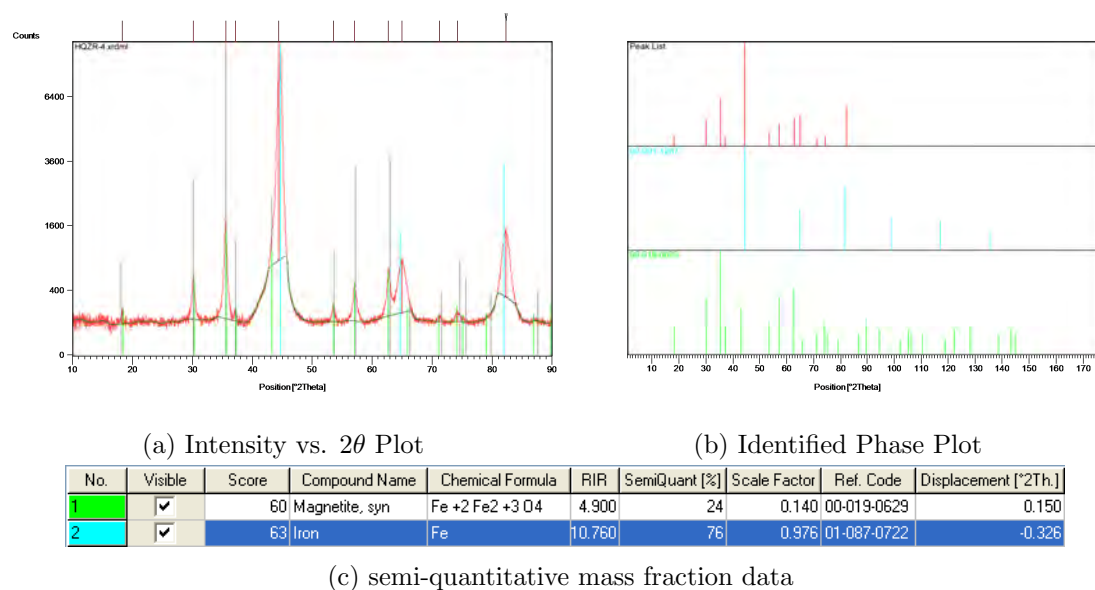 Counts
HQZR-4.xrdml
6400
3600
1600
400
0
10 20 30 40 50 60 70 80 90
Position [°2Theta]
Peak List
10 20 30 40 50 60 70 80 90 100 110 120 130 140 150 160 170
Position [°2Theta]
(a) Intensity vs. 2θ Plot
(b) Identified Phase Plot
No. Visible Score Compound Name Chemical Formula RIR SemiQuant [%] Scale Factor Ref. Code Displacement [°2Th.]
1 60 Magnetite, syn Fe +2 Fe2 +3 O4 4.900 24 0.140 00-019-0629 0.150
2 63 Iron Fe 10.760 76 0.976 01-087-0722 -0.326
(c) semi-quantitative mass fraction data